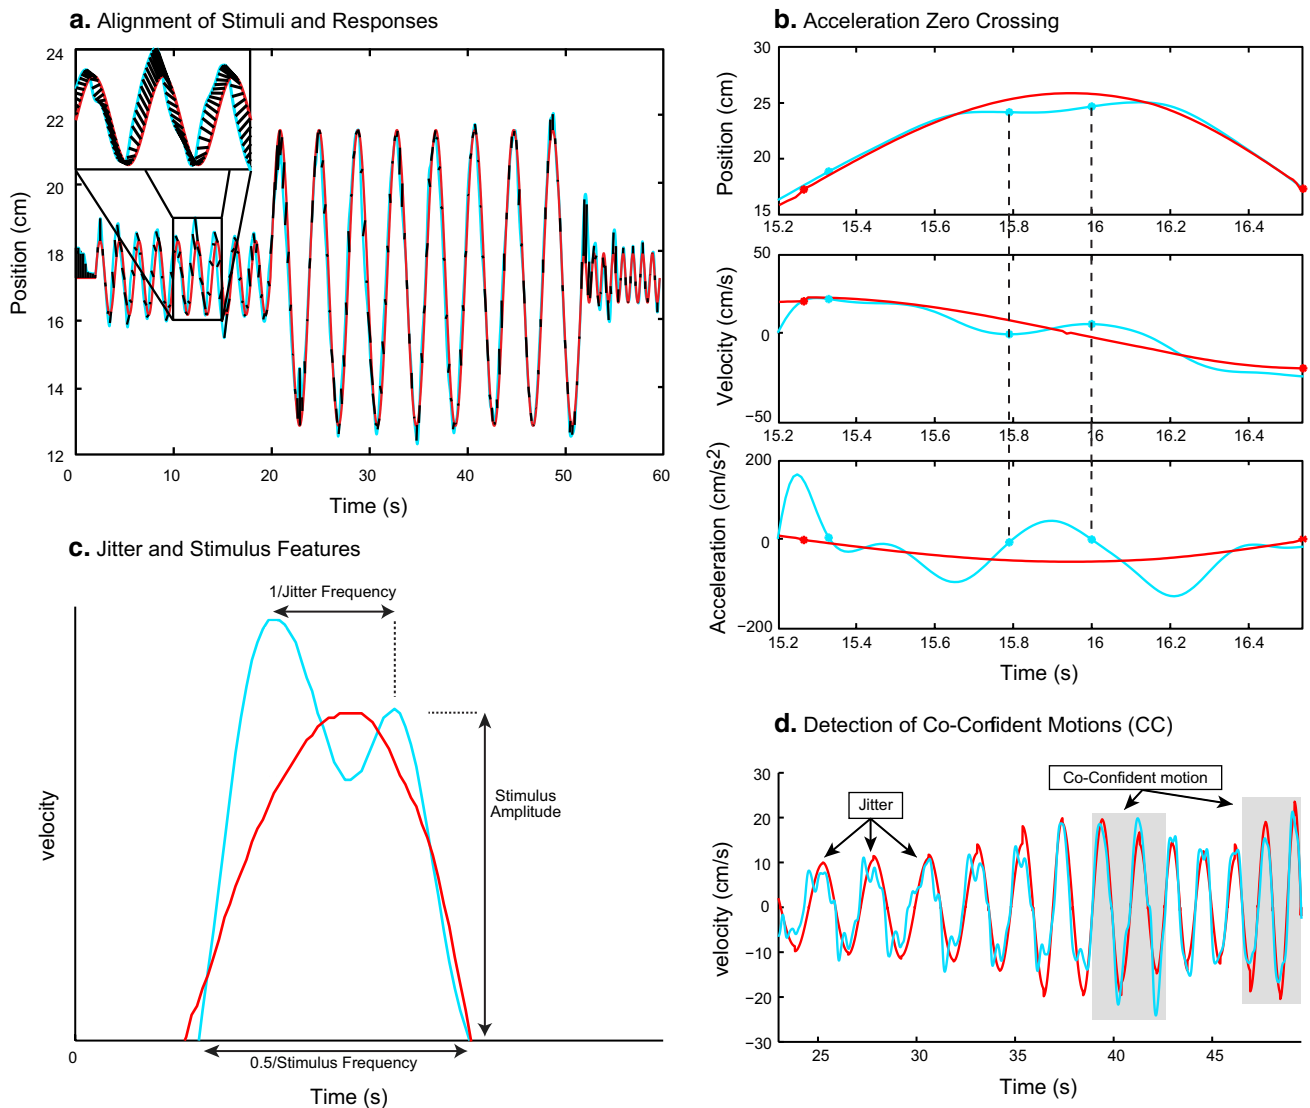 a. Alignment of Stimuli and Responses
24
22
20
18
16
14
12
Position (cm)
0 10 20 30 40 50 60
Time (s)
b. Acceleration Zero Crossing
30
25
20
15
Position (cm)
15.2 15.4 15.6 15.8 16 16.2 16.4
50
0
−50
Velocity (cm/s)
15.2 15.4 15.6 15.8 16 16.2 16.4
200
0
−200
Acceleration (cm/s²)
15.2 15.4 15.6 15.8 16 16.2 16.4
Time (s)
c. Jitter and Stimulus Features
1/Jitter Frequency
Stimulus
Amplitude
velocity
0
0.5/Stimulus Frequency
Time (s)
d. Detection of Co-Confident Motions (CC)
30
20
10
0
−10
−20
−30
velocity (cm/s)
Jitter
Co-Confident motion
25 30 35 40 45
Time (s)